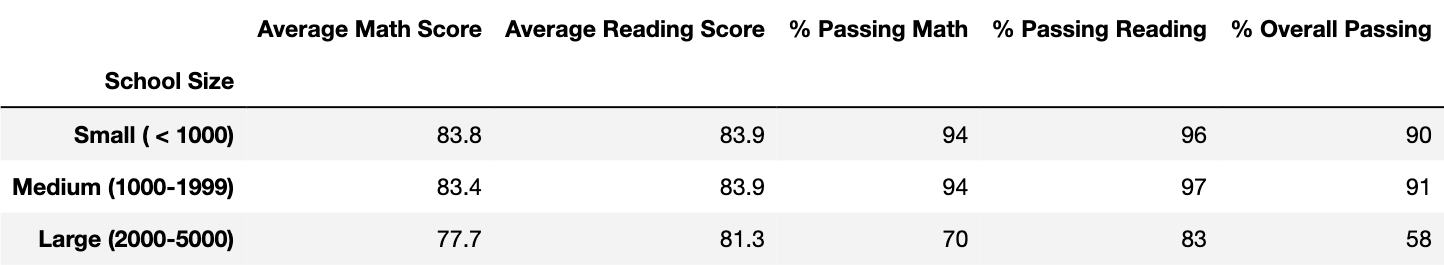 Average Math Score Average Reading Score % Passing Math % Passing Reading % Overall Passing
School Size
Small ( < 1000) 83.8 83.9 94 96 90
Medium (1000-1999) 83.4 83.9 94 97 91
Large (2000-5000) 77.7 81.3 70 83 58